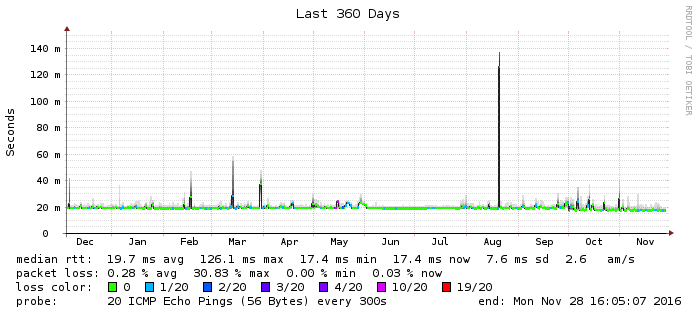 Last 360 Days
RRDTOOL / TOBI OETIKER
Seconds
140 m
120 m
100 m
80 m
60 m
40 m
20 m
0
Dec Jan Feb Mar Apr May Jun Jul Aug Sep Oct Nov
median rtt: 19.7 ms avg 126.1 ms max 17.4 ms min 17.4 ms now 7.6 ms sd 2.6 am/s
packet loss: 0.28 % avg 30.83 % max 0.00 % min 0.03 % now
loss color: 0 1/20 2/20 3/20 4/20 10/20 19/20
probe: 20 ICMP Echo Pings (56 Bytes) every 300s end: Mon Nov 28 16:05:07 2016